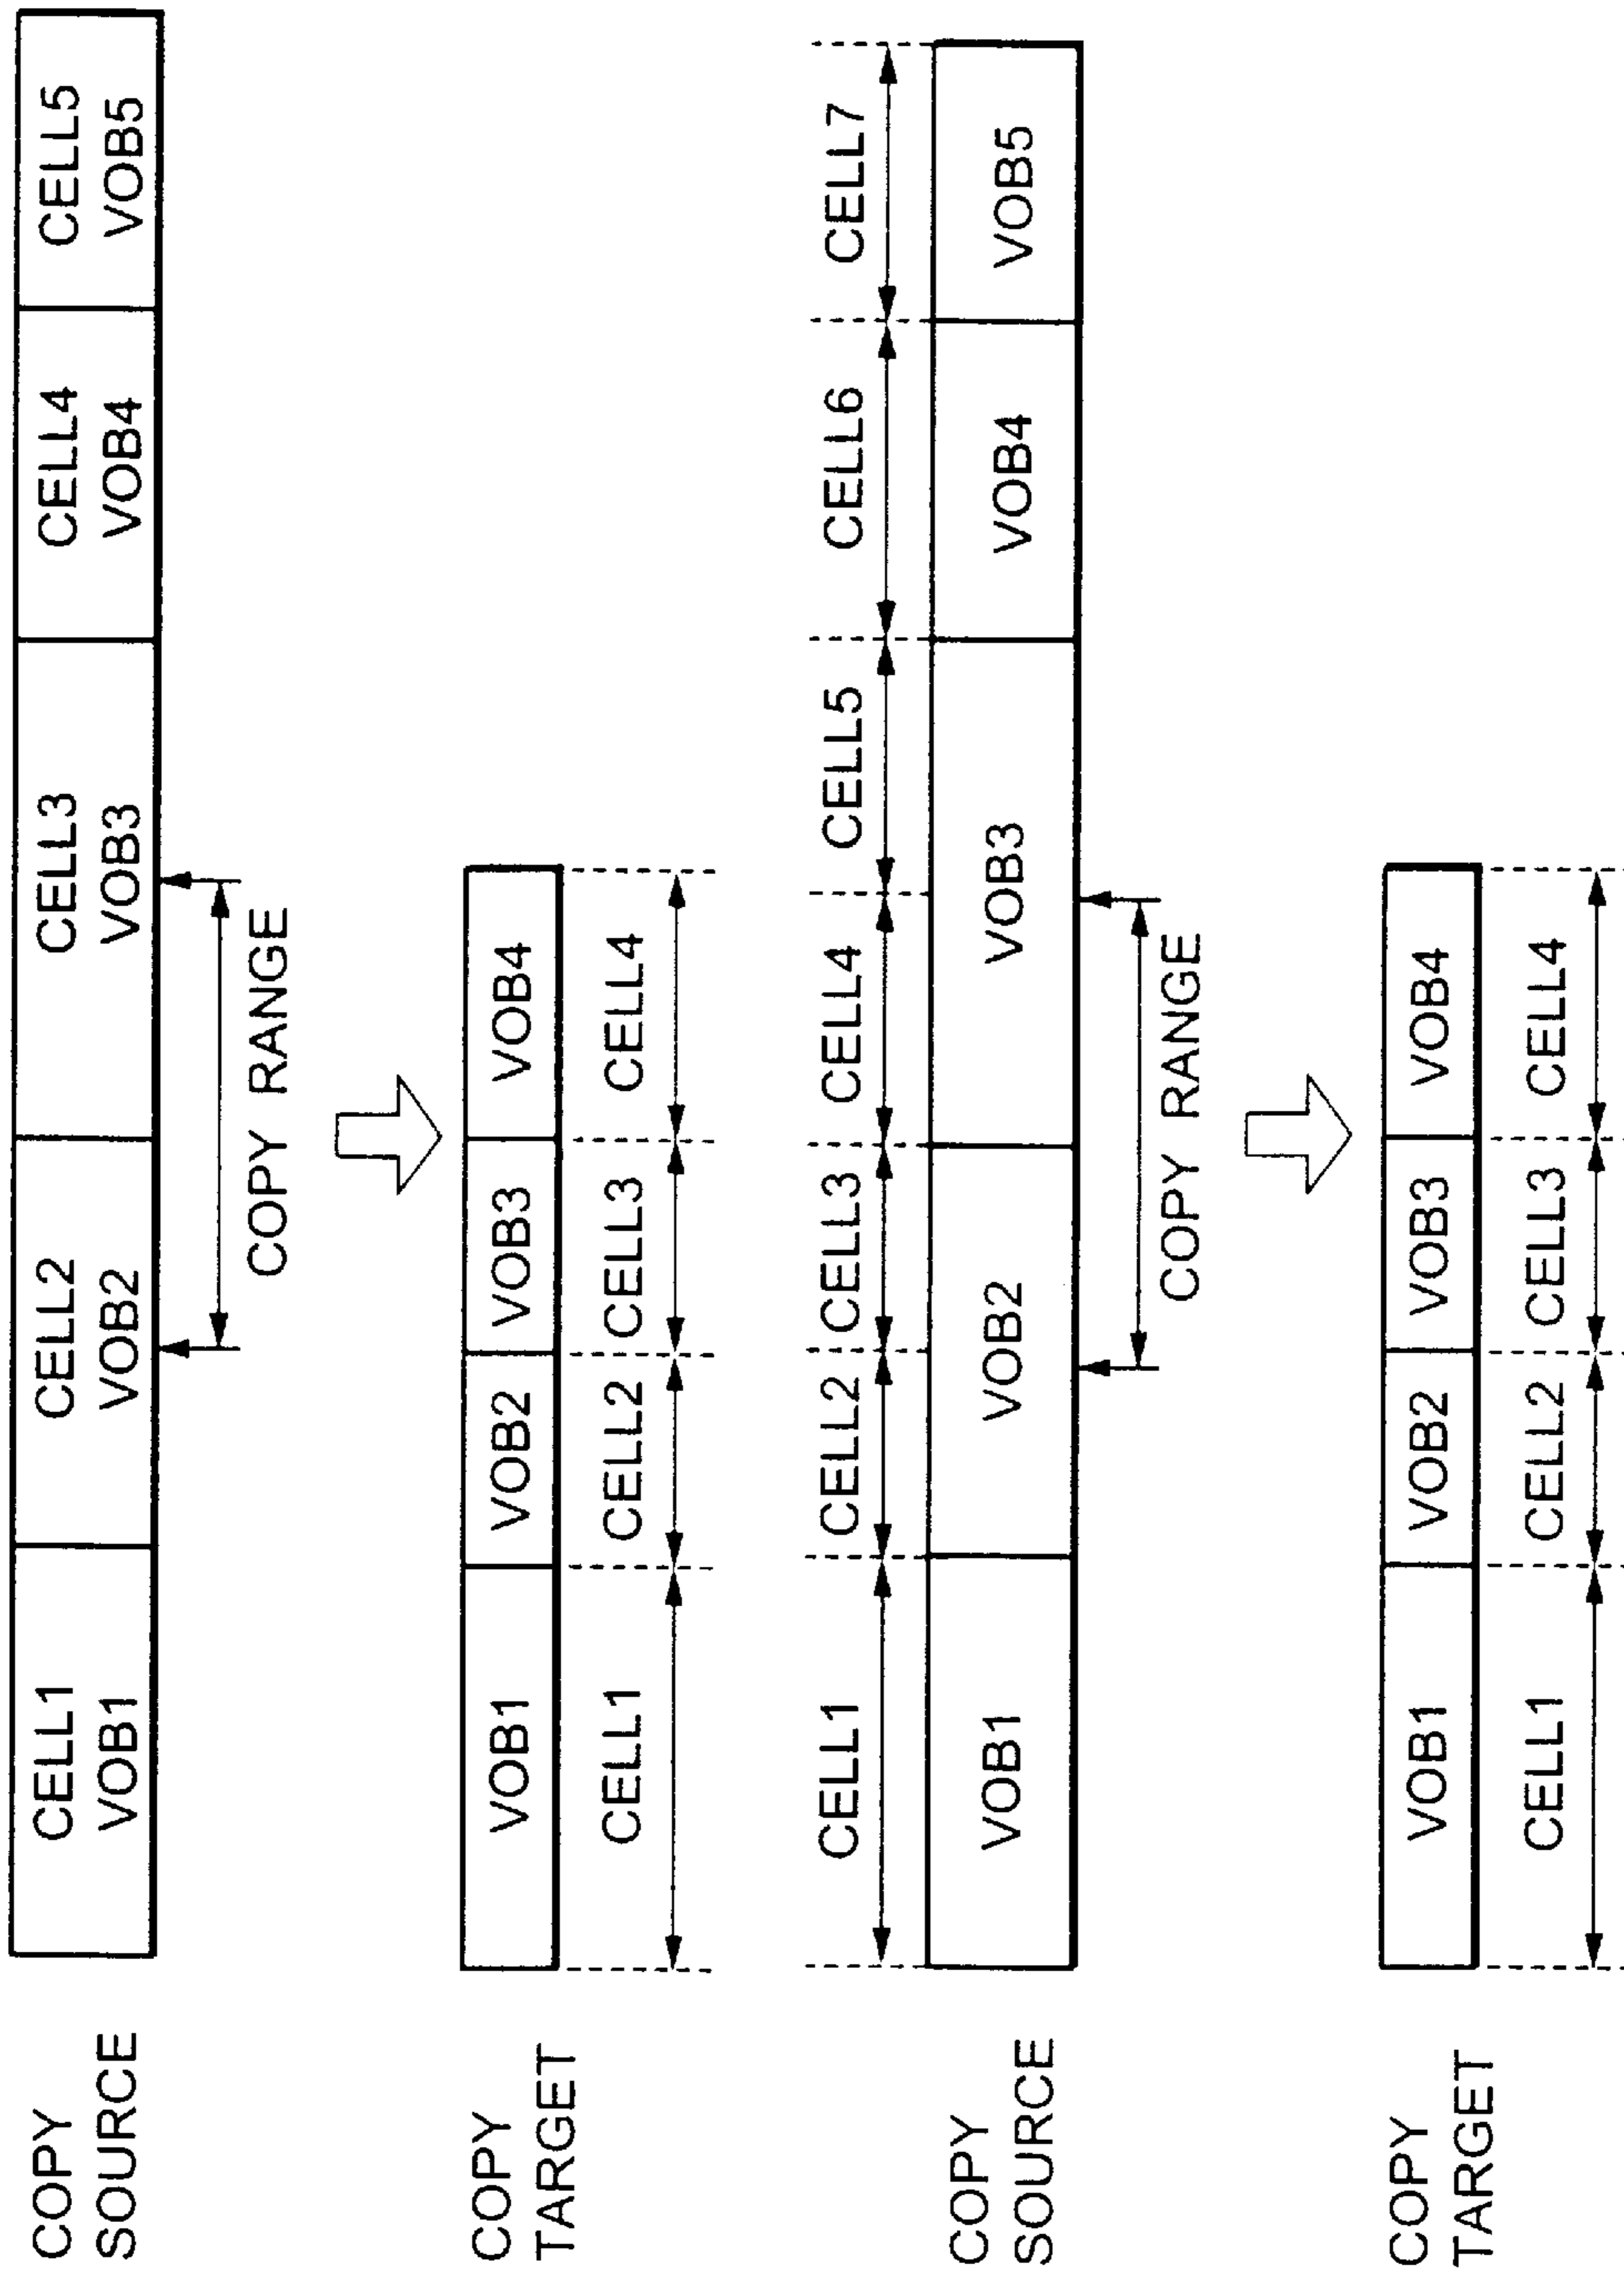 COPY
SOURCE
CELL1
VOB1
CELL2
VOB2
CELL3
VOB3
CELL4
VOB4
CELL5
VOB5
COPY RANGE
COPY
TARGET
VOB1
VOB2
VOB3
VOB4
CELL1
CELL2
CELL3
CELL4
COPY
SOURCE
CELL1
CELL2
CELL3
CELL4
CELL5
CELL6
CELL7
VOB1
VOB2
VOB3
VOB4
VOB5
COPY RANGE
COPY
TARGET
VOB1
VOB2
VOB3
VOB4
CELL1
CELL2
CELL3
CELL4